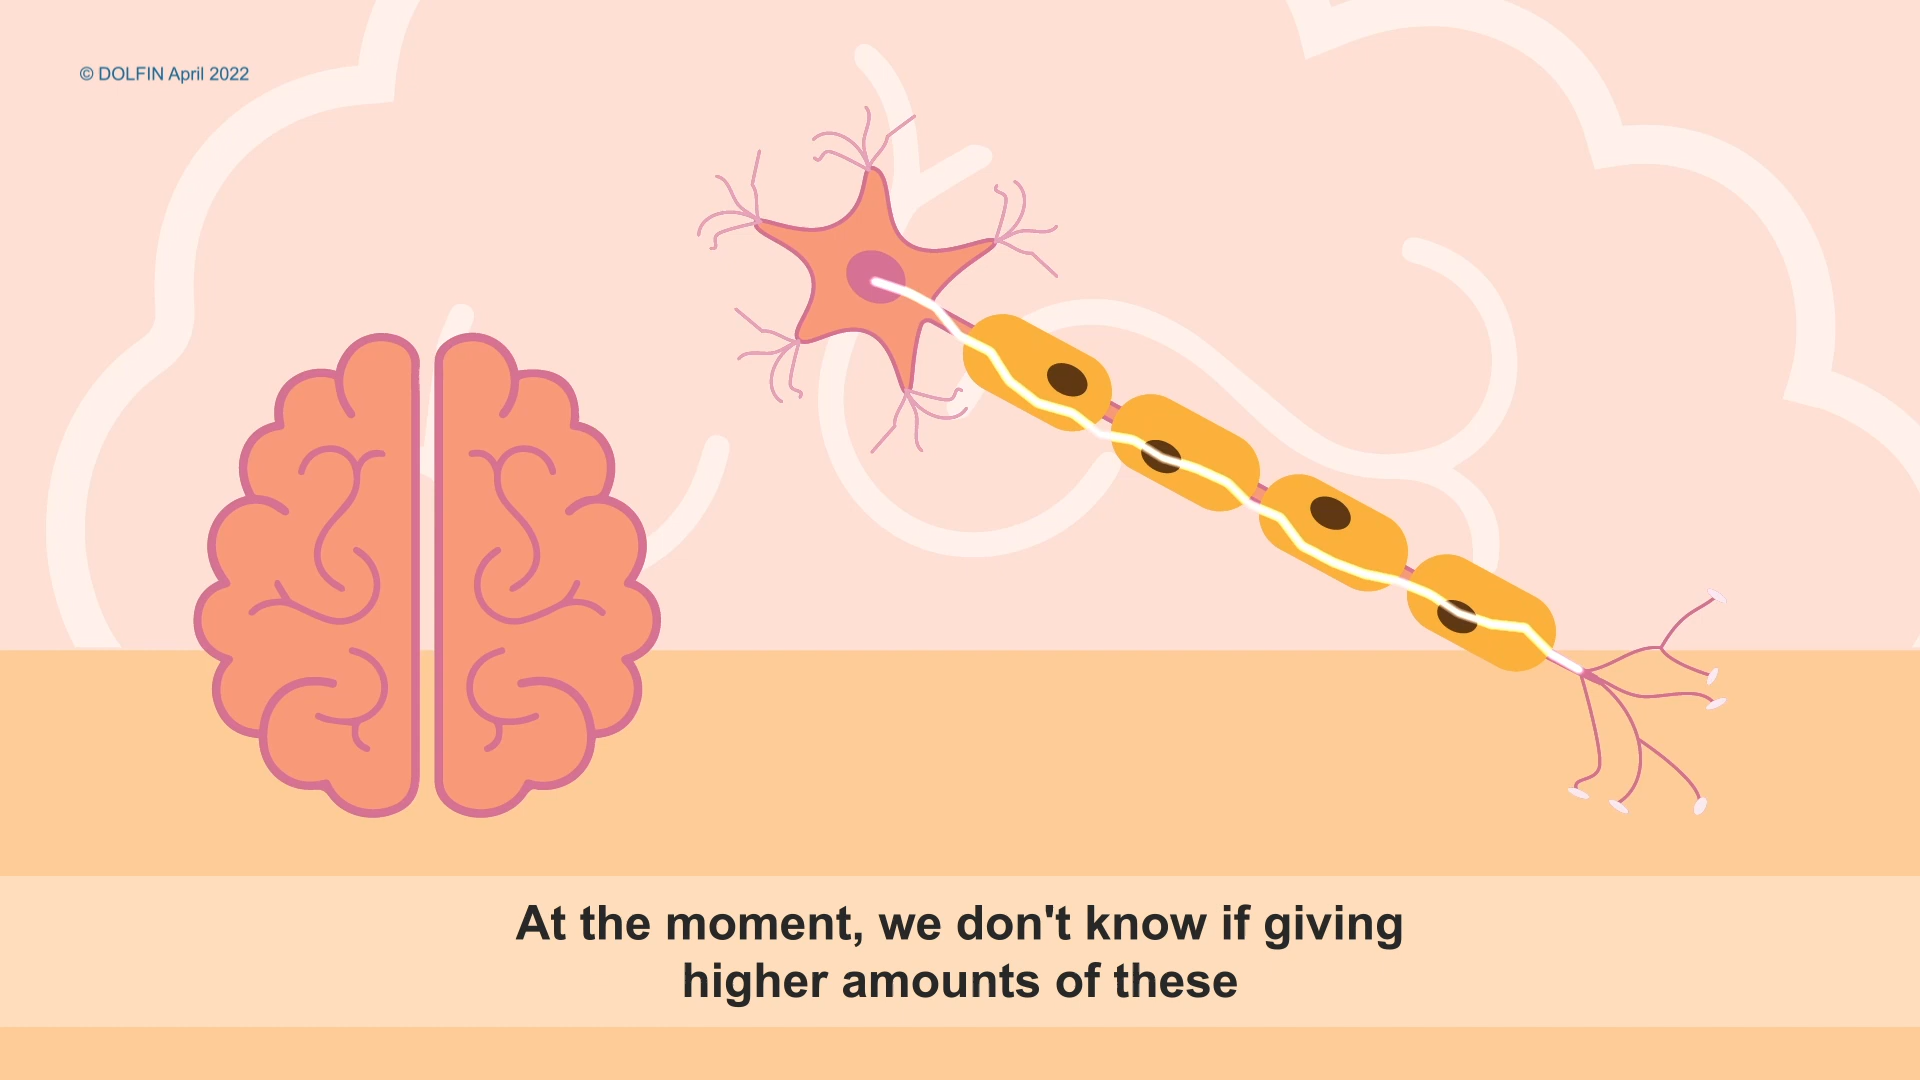 © DOLFIN April 2022
At the moment, we don't know if giving
higher amounts of these